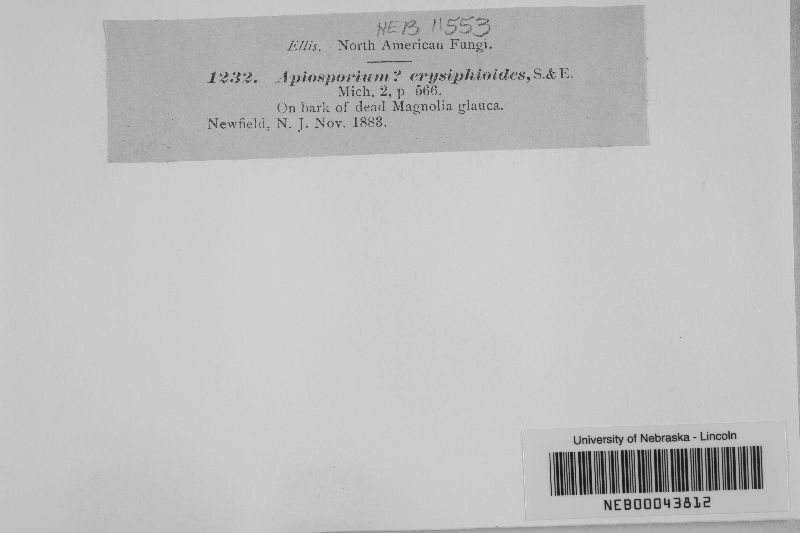 NEB 11553
Ellis. North American Fungi.
1232. Apiosporium? erysiphioides, S. & E.
Mich. 2, p 566.
On bark of dead Magnolia glauca.
Newfield, N. J. Nov. 1883.
University of Nebraska - Lincoln
NEB00043812